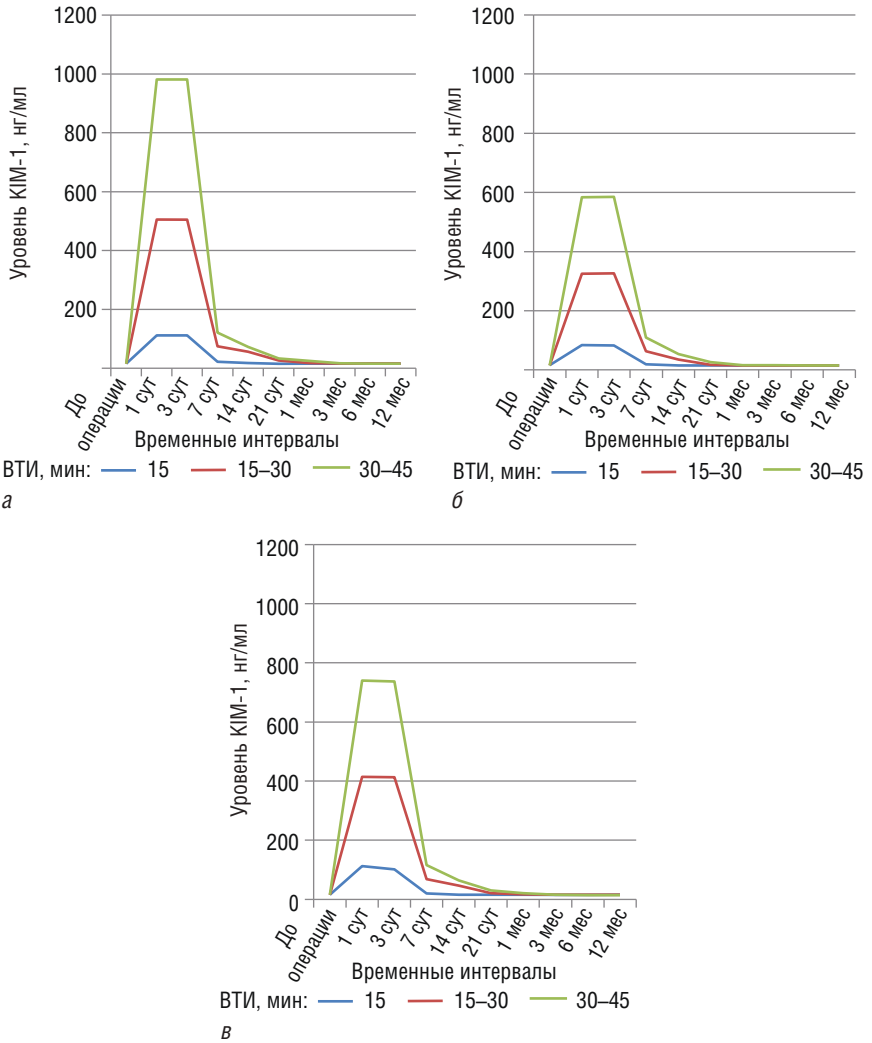 Уровень KIM-1, нг/мл
1200
1000
800
600
400
200
До операции
1 сут
3 сут
7 сут
14 сут
21 сут
1 мес
3 мес
6 мес
12 мес
Временные интервалы
ВТИ, мин: 15 15–30 30–45
а
Уровень KIM-1, нг/мл
1200
1000
800
600
400
200
До операции
1 сут
3 сут
7 сут
14 сут
21 сут
1 мес
3 мес
6 мес
12 мес
Временные интервалы
ВТИ, мин: 15 15–30 30–45
б
Уровень KIM-1, нг/мл
1200
1000
800
600
400
200
0
До операции
1 сут
3 сут
7 сут
14 сут
21 сут
1 мес
3 мес
6 мес
12 мес
Временные интервалы
ВТИ, мин: 15 15–30 30–45
в